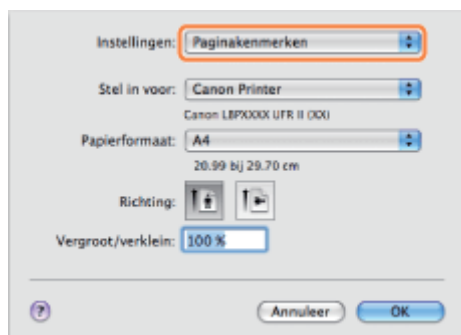 Instellingen: Paginakenmerken
Stel in voor: Canon Printer
Canon LBPXXXX UFR II (XX)
Papierformaat: A4
20.99 bij 29.70 cm
Richting:
Vergroot/verklein: 100 %
? Annuleer OK